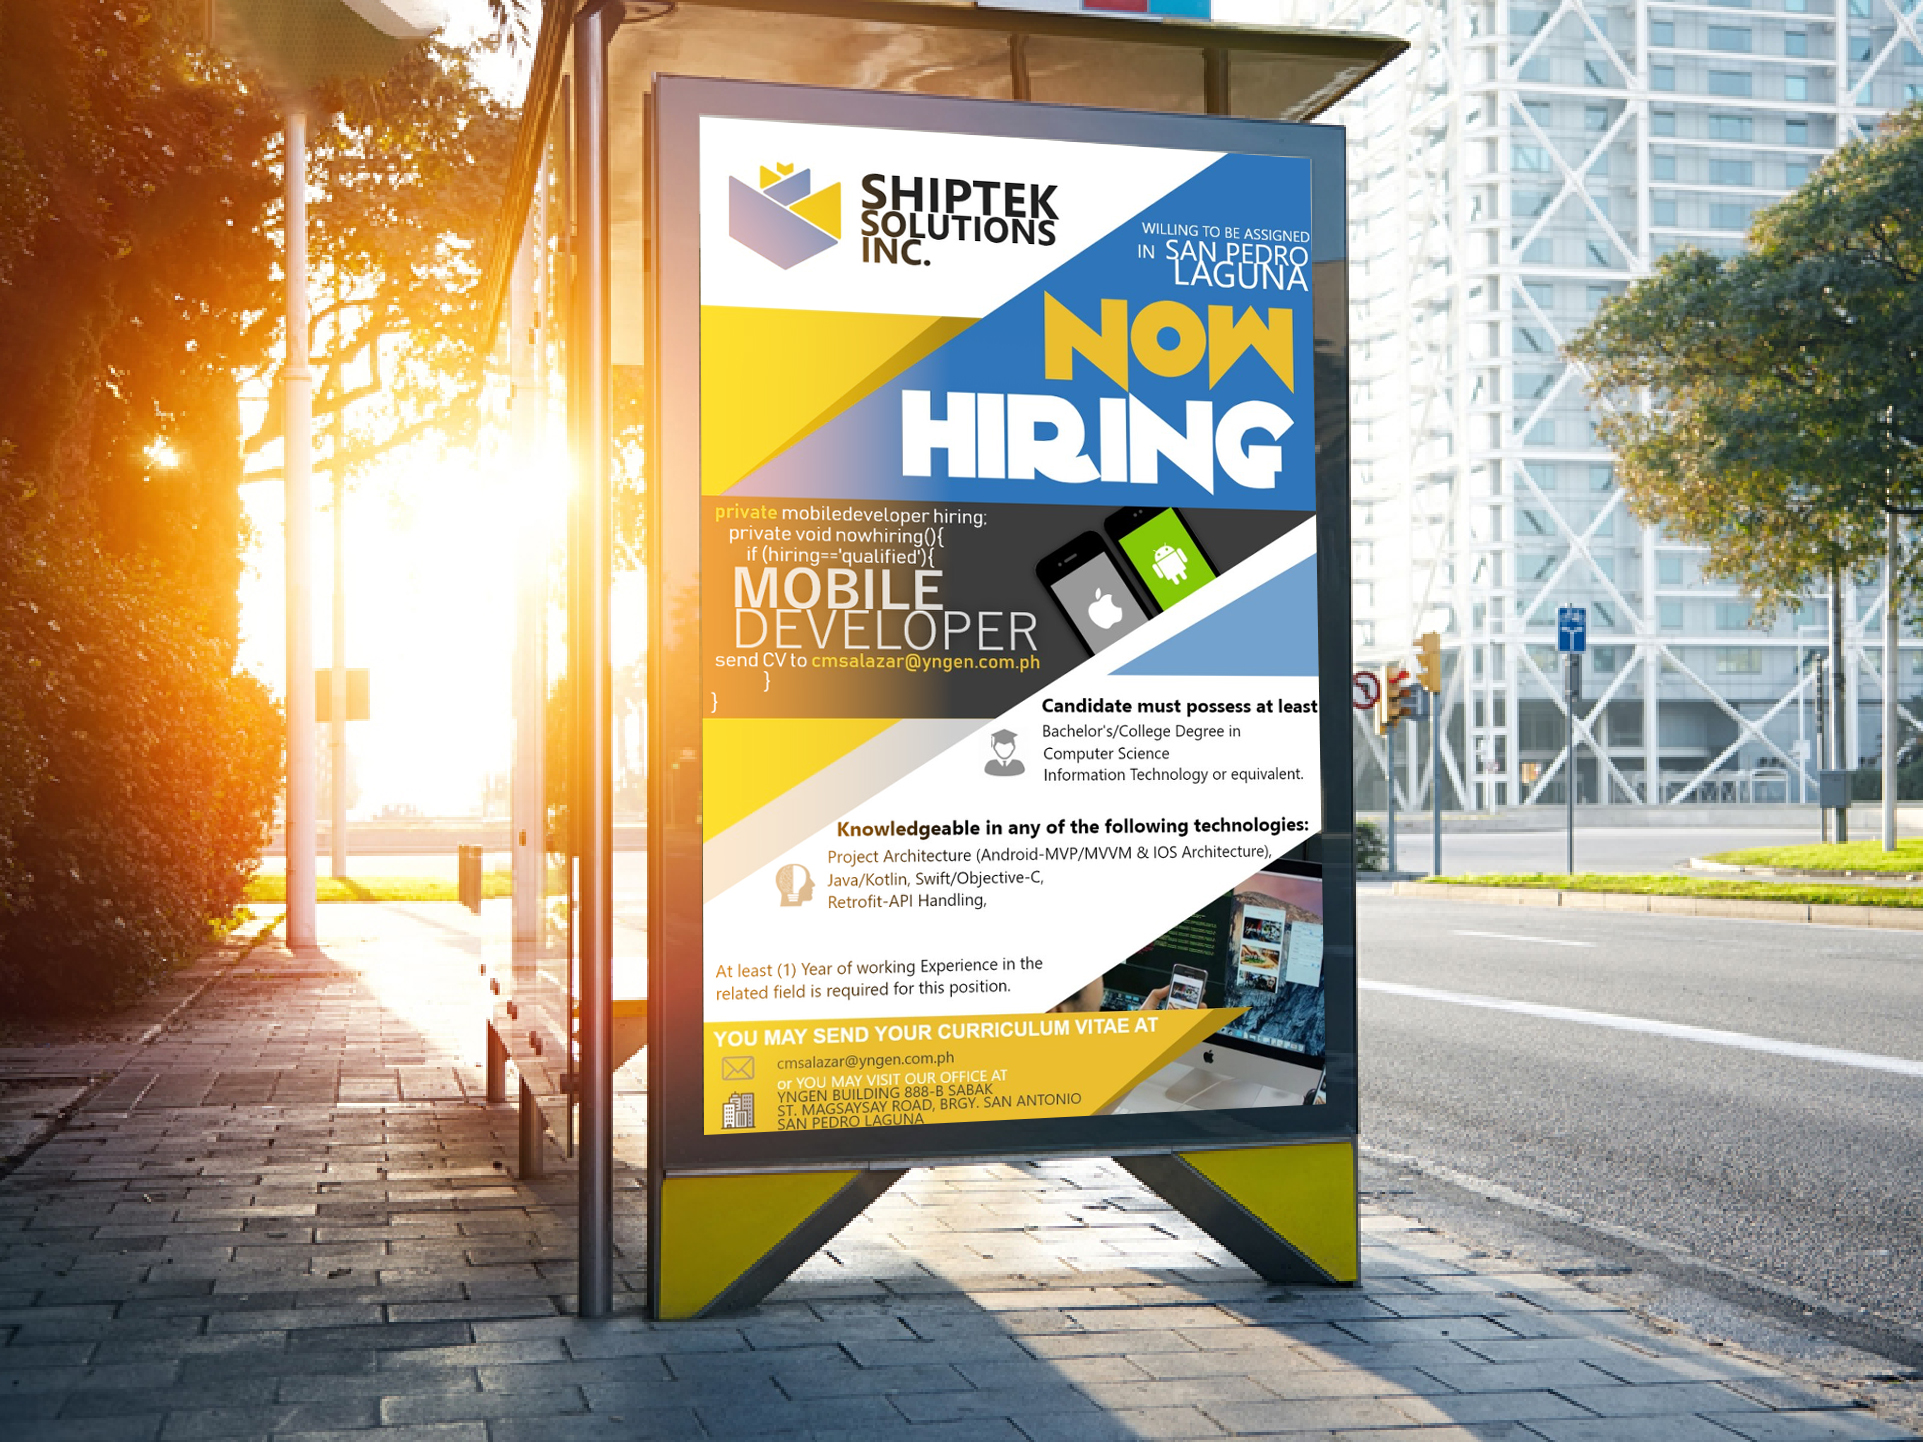 SHIPTEK
SOLUTIONS
INC.
WILLING TO BE ASSIGNED
IN SAN PEDRO
LAGUNA
NOW
HIRING
private mobiledeveloper hiring:
private void nowhiring(){
if (hiring=='qualified'){
MOBILE
DEVELOPER
send CV to cmsalazar@yngen.com.ph
}
}
Candidate must possess at least
Bachelor's/College Degree in
Computer Science
Information Technology or equivalent.
Knowledgeable in any of the following technologies:
Project Architecture (Android-MVP/MVVM & IOS Architecture),
Java/Kotlin, Swift/Objective-C,
Retrofit-API Handling,
At least (1) Year of working Experience in the
related field is required for this position.
YOU MAY SEND YOUR CURRICULUM VITAE AT
cmsalazar@yngen.com.ph
or YOU MAY VISIT OUR OFFICE AT
YNGEN BUILDING 888-B SABAK
ST. MAGSAYSAY ROAD, BRGY. SAN ANTONIO
SAN PEDRO LAGUNA